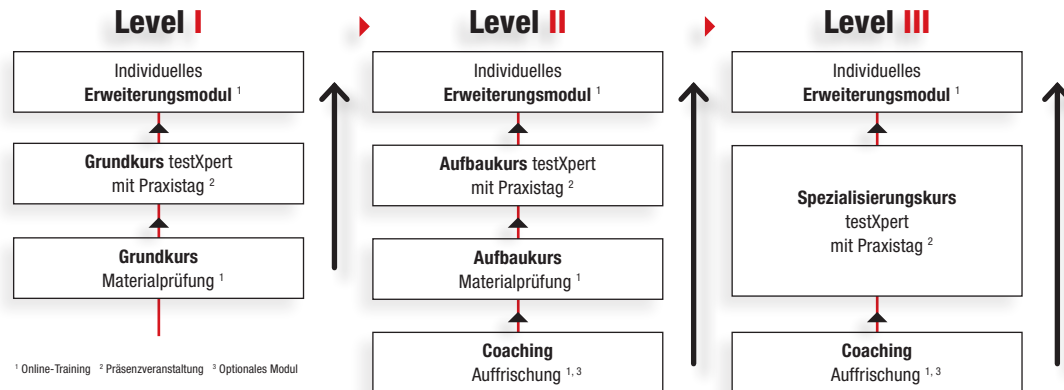 Level I
Individuelles
Erweiterungsmodul ¹
Grundkurs testXpert
mit Praxistag ²
Grundkurs
Materialprüfung ¹
Level II
Individuelles
Erweiterungsmodul ¹
Aufbaukurs testXpert
mit Praxistag ²
Aufbaukurs
Materialprüfung ¹
Coaching
Auffrischung ¹, ³
Level III
Individuelles
Erweiterungsmodul ¹
Spezialisierungskurs
testXpert
mit Praxistag ²
Coaching
Auffrischung ¹, ³
¹ Online-Training ² Präsenzveranstaltung ³ Optionales Modul